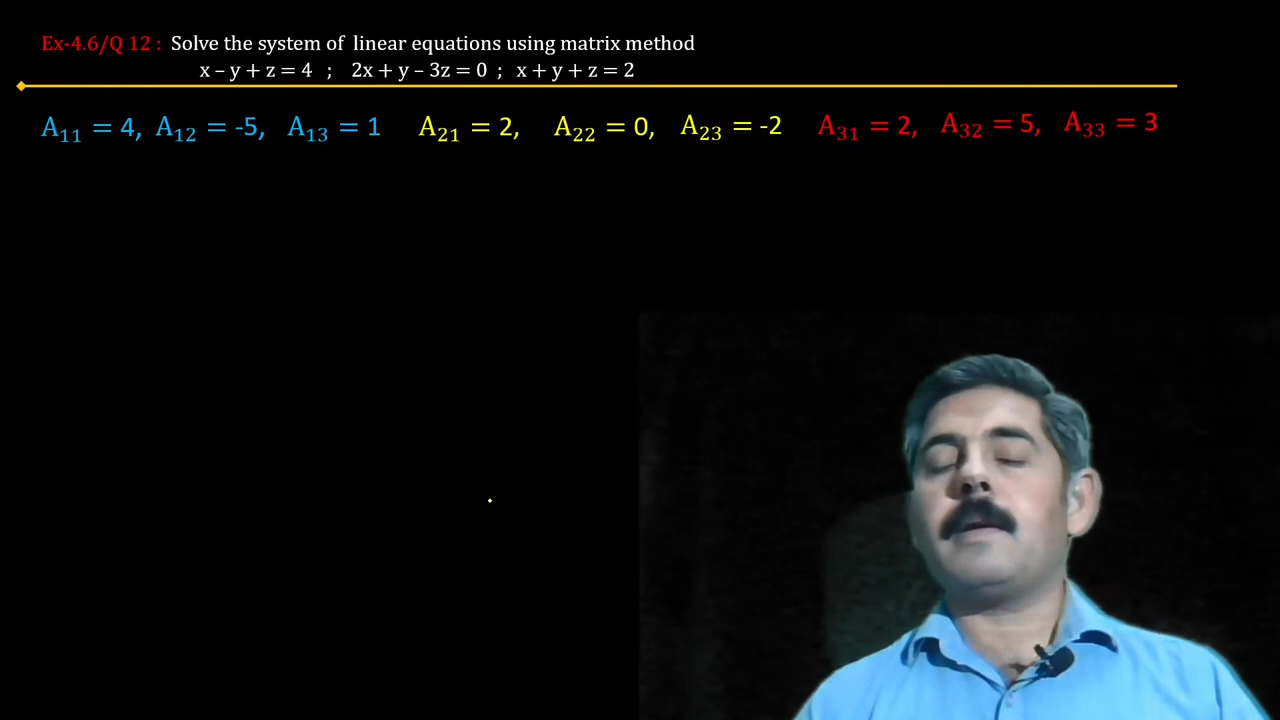 Ex-4.6/Q 12 : Solve the system of linear equations using matrix method
x – y + z = 4 ; 2x + y – 3z = 0 ; x + y + z = 2
A₁₁ = 4, A₁₂ = -5, A₁₃ = 1 A₂₁ = 2, A₂₂ = 0, A₂₃ = -2 A₃₁ = 2, A₃₂ = 5, A₃₃ = 3